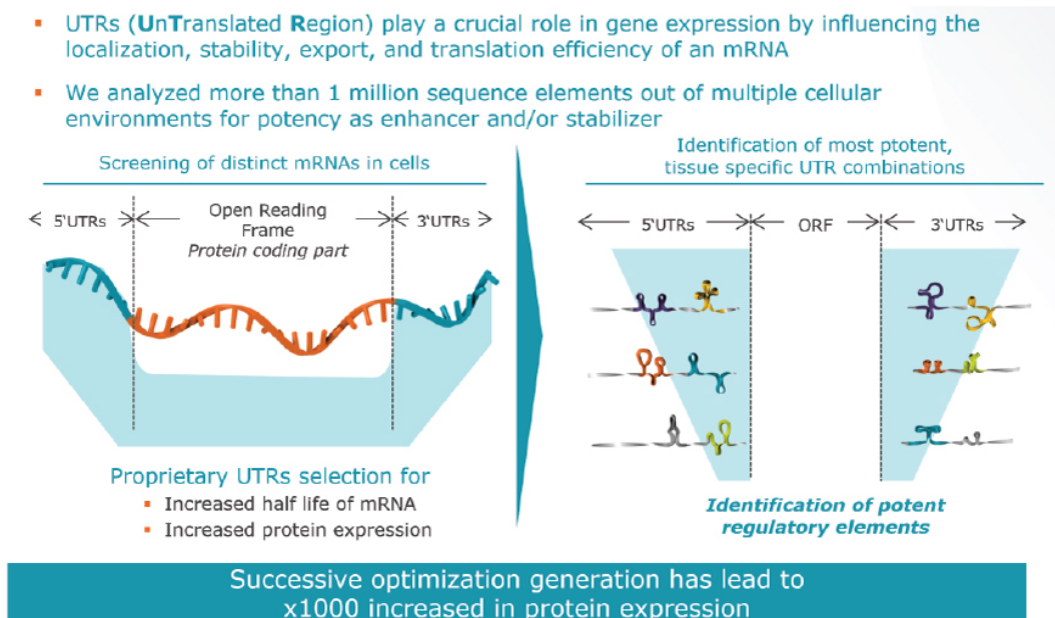 ▪ UTRs (UnTranslated Region) play a crucial role in gene expression by influencing the
localization, stability, export, and translation efficiency of an mRNA
▪ We analyzed more than 1 million sequence elements out of multiple cellular
environments for potency as enhancer and/or stabilizer
Screening of distinct mRNAs in cells
5'UTRs
Open Reading
Frame
Protein coding part
3'UTRs
Proprietary UTRs selection for
▪ Increased half life of mRNA
▪ Increased protein expression
Identification of most ptotent,
tissue specific UTR combinations
5'UTRs
ORF
3'UTRs
Identification of potent
regulatory elements
Successive optimization generation has lead to
x1000 increased in protein expression